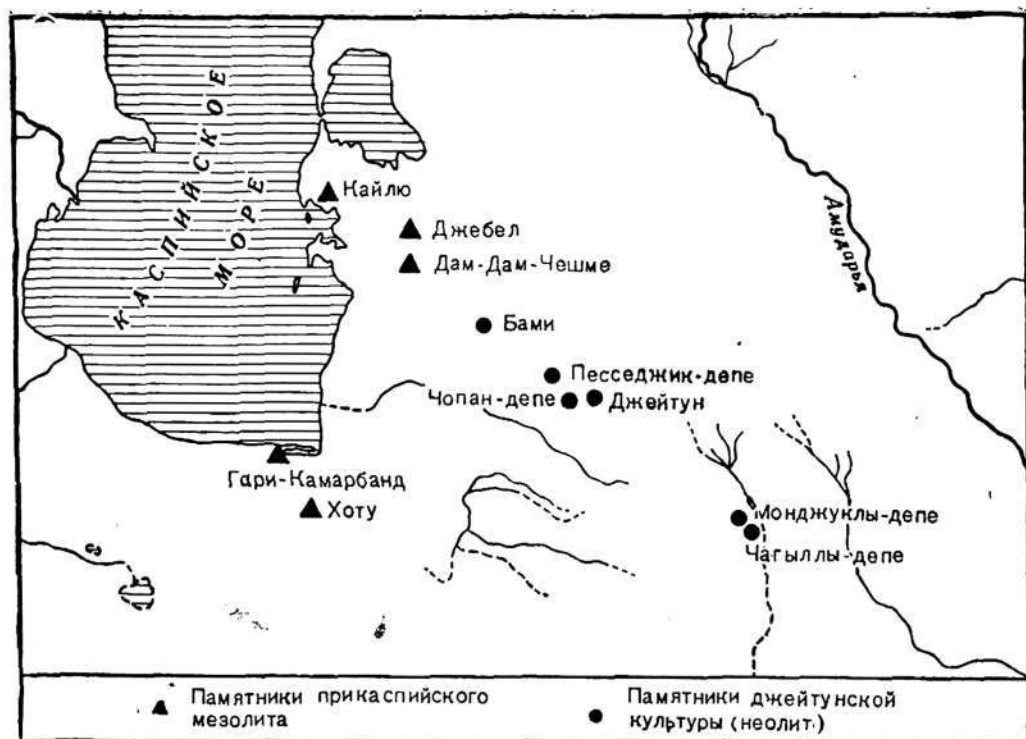 КАСПИЙСКОЕ
МОРЕ
Кайлю
Джебел
Дам-Дам-Чешме
Амударья
Бами
Песседжик-депе
Чопан-депе
Джейтун
Гари-Камарбанд
Хоту
Монджуклы-депе
Чагыллы-депе
Памятники прикаспийского
мезолита
Памятники джейтунской
культуры (неолит.)